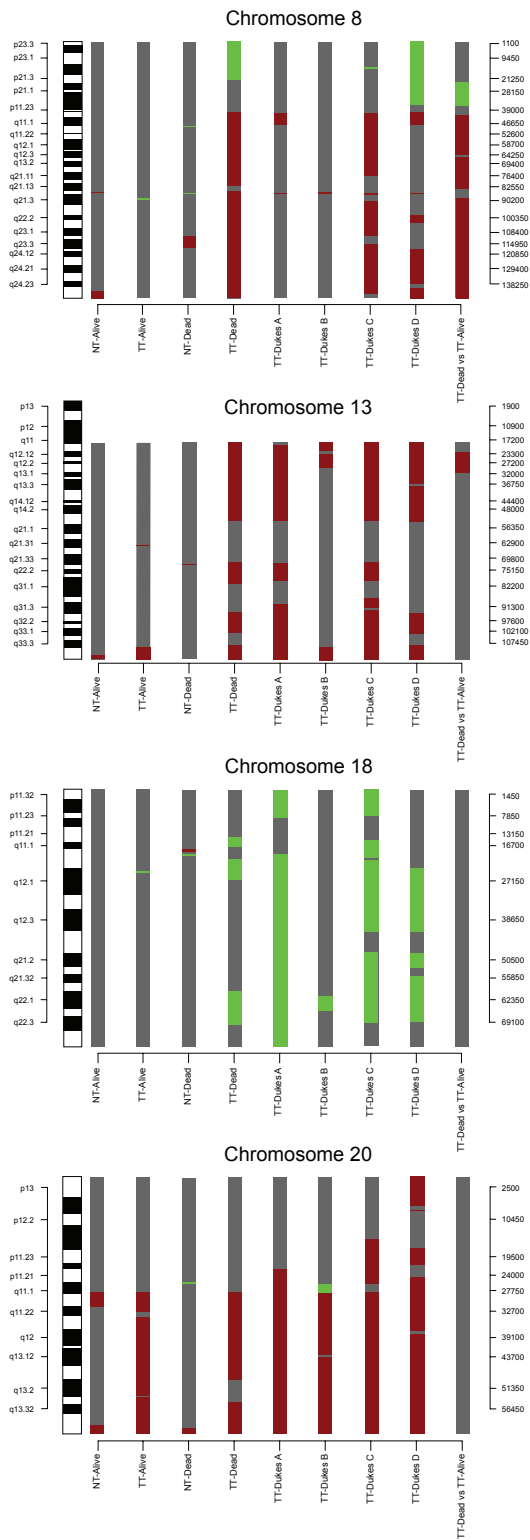 Chromosome 8
p23.3
p23.1
p21.3
p21.1
p11.23
q11.1
q11.22
q12.1
q12.3
q13.2
q21.11
q21.13
q21.3
q22.2
q23.1
q23.3
q24.12
q24.21
q24.23
1100
9450
21250
28150
39000
46650
52600
58700
64250
69400
76400
82550
90200
100350
108400
114950
120850
129400
138250
NT-Alive
TT-Alive
NT-Dead
TT-Dead
TT-Dukes A
TT-Dukes B
TT-Dukes C
TT-Dukes D
TT-Dead vs TT-Alive
Chromosome 13
p13
p12
q11
q12.12
q12.2
q13.1
q13.3
q14.12
q14.2
q21.1
q21.31
q21.33
q22.2
q31.1
q31.3
q32.2
q33.1
q33.3
1900
10900
17200
23300
27200
32000
36750
44400
48000
56350
62900
69800
75150
82200
91300
97600
102100
107450
NT-Alive
TT-Alive
NT-Dead
TT-Dead
TT-Dukes A
TT-Dukes B
TT-Dukes C
TT-Dukes D
TT-Dead vs TT-Alive
Chromosome 18
p11.32
p11.23
p11.21
q11.1
q12.1
q12.3
q21.2
q21.32
q22.1
q22.3
1450
7850
13150
16700
27150
38650
50500
55850
62350
69100
NT-Alive
TT-Alive
NT-Dead
TT-Dead
TT-Dukes A
TT-Dukes B
TT-Dukes C
TT-Dukes D
TT-Dead vs TT-Alive
Chromosome 20
p13
p12.2
p11.23
p11.21
q11.1
q11.22
q12
q13.12
q13.2
q13.32
2500
10450
19500
24000
27750
32700
39100
43700
51350
56450
NT-Alive
TT-Alive
NT-Dead
TT-Dead
TT-Dukes A
TT-Dukes B
TT-Dukes C
TT-Dukes D
TT-Dead vs TT-Alive